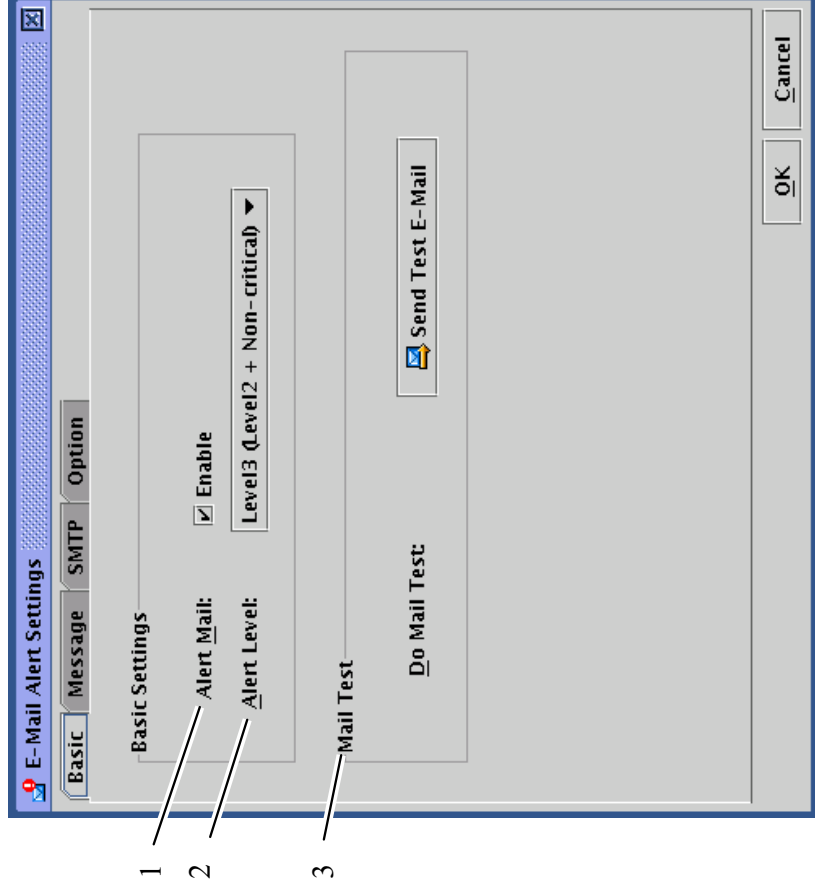 E-Mail Alert Settings
Basic Message SMTP Option
Basic Settings
Alert Mail: Enable
Alert Level: Level3 (Level2 + Non-critical)
Mail Test
Do Mail Test: Send Test E-Mail
OK Cancel
1
2
3